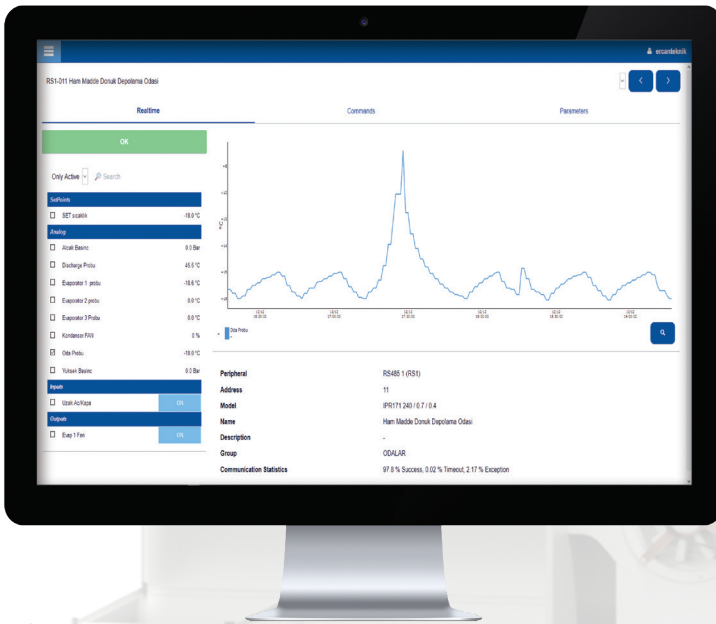 ercanteknik
RS1-011 Ham Madde Donuk Depolama Odasi
Realtime
Commands
Parameters
OK
Only Active
Search
SetPoints
SET sicaklik -18.0 °C
Analog
Alcak Basinc 0.0 Bar
Discharge Probu 45.5 °C
Evaporator 1 probu -18.6 °C
Evaporator 2 probu 0.0 °C
Evaporator 3 Probu 0.0 °C
Kondanser FAN 0 %
Oda Probu -18.0 °C
Yuksek Basinc 0.0 Bar
Inputs
Uzak Ac/Kapa ON
Outputs
Evap 1 Fan ON
°C
Oda Probu
Peripheral RS485 1 (RS1)
Address 11
Model IPR171 240 / 0.7 / 0.4
Name Ham Madde Donuk Depolama Odasi
Description -
Group ODALAR
Communication Statistics 97.8 % Success, 0.02 % Timeout, 2.17 % Exception